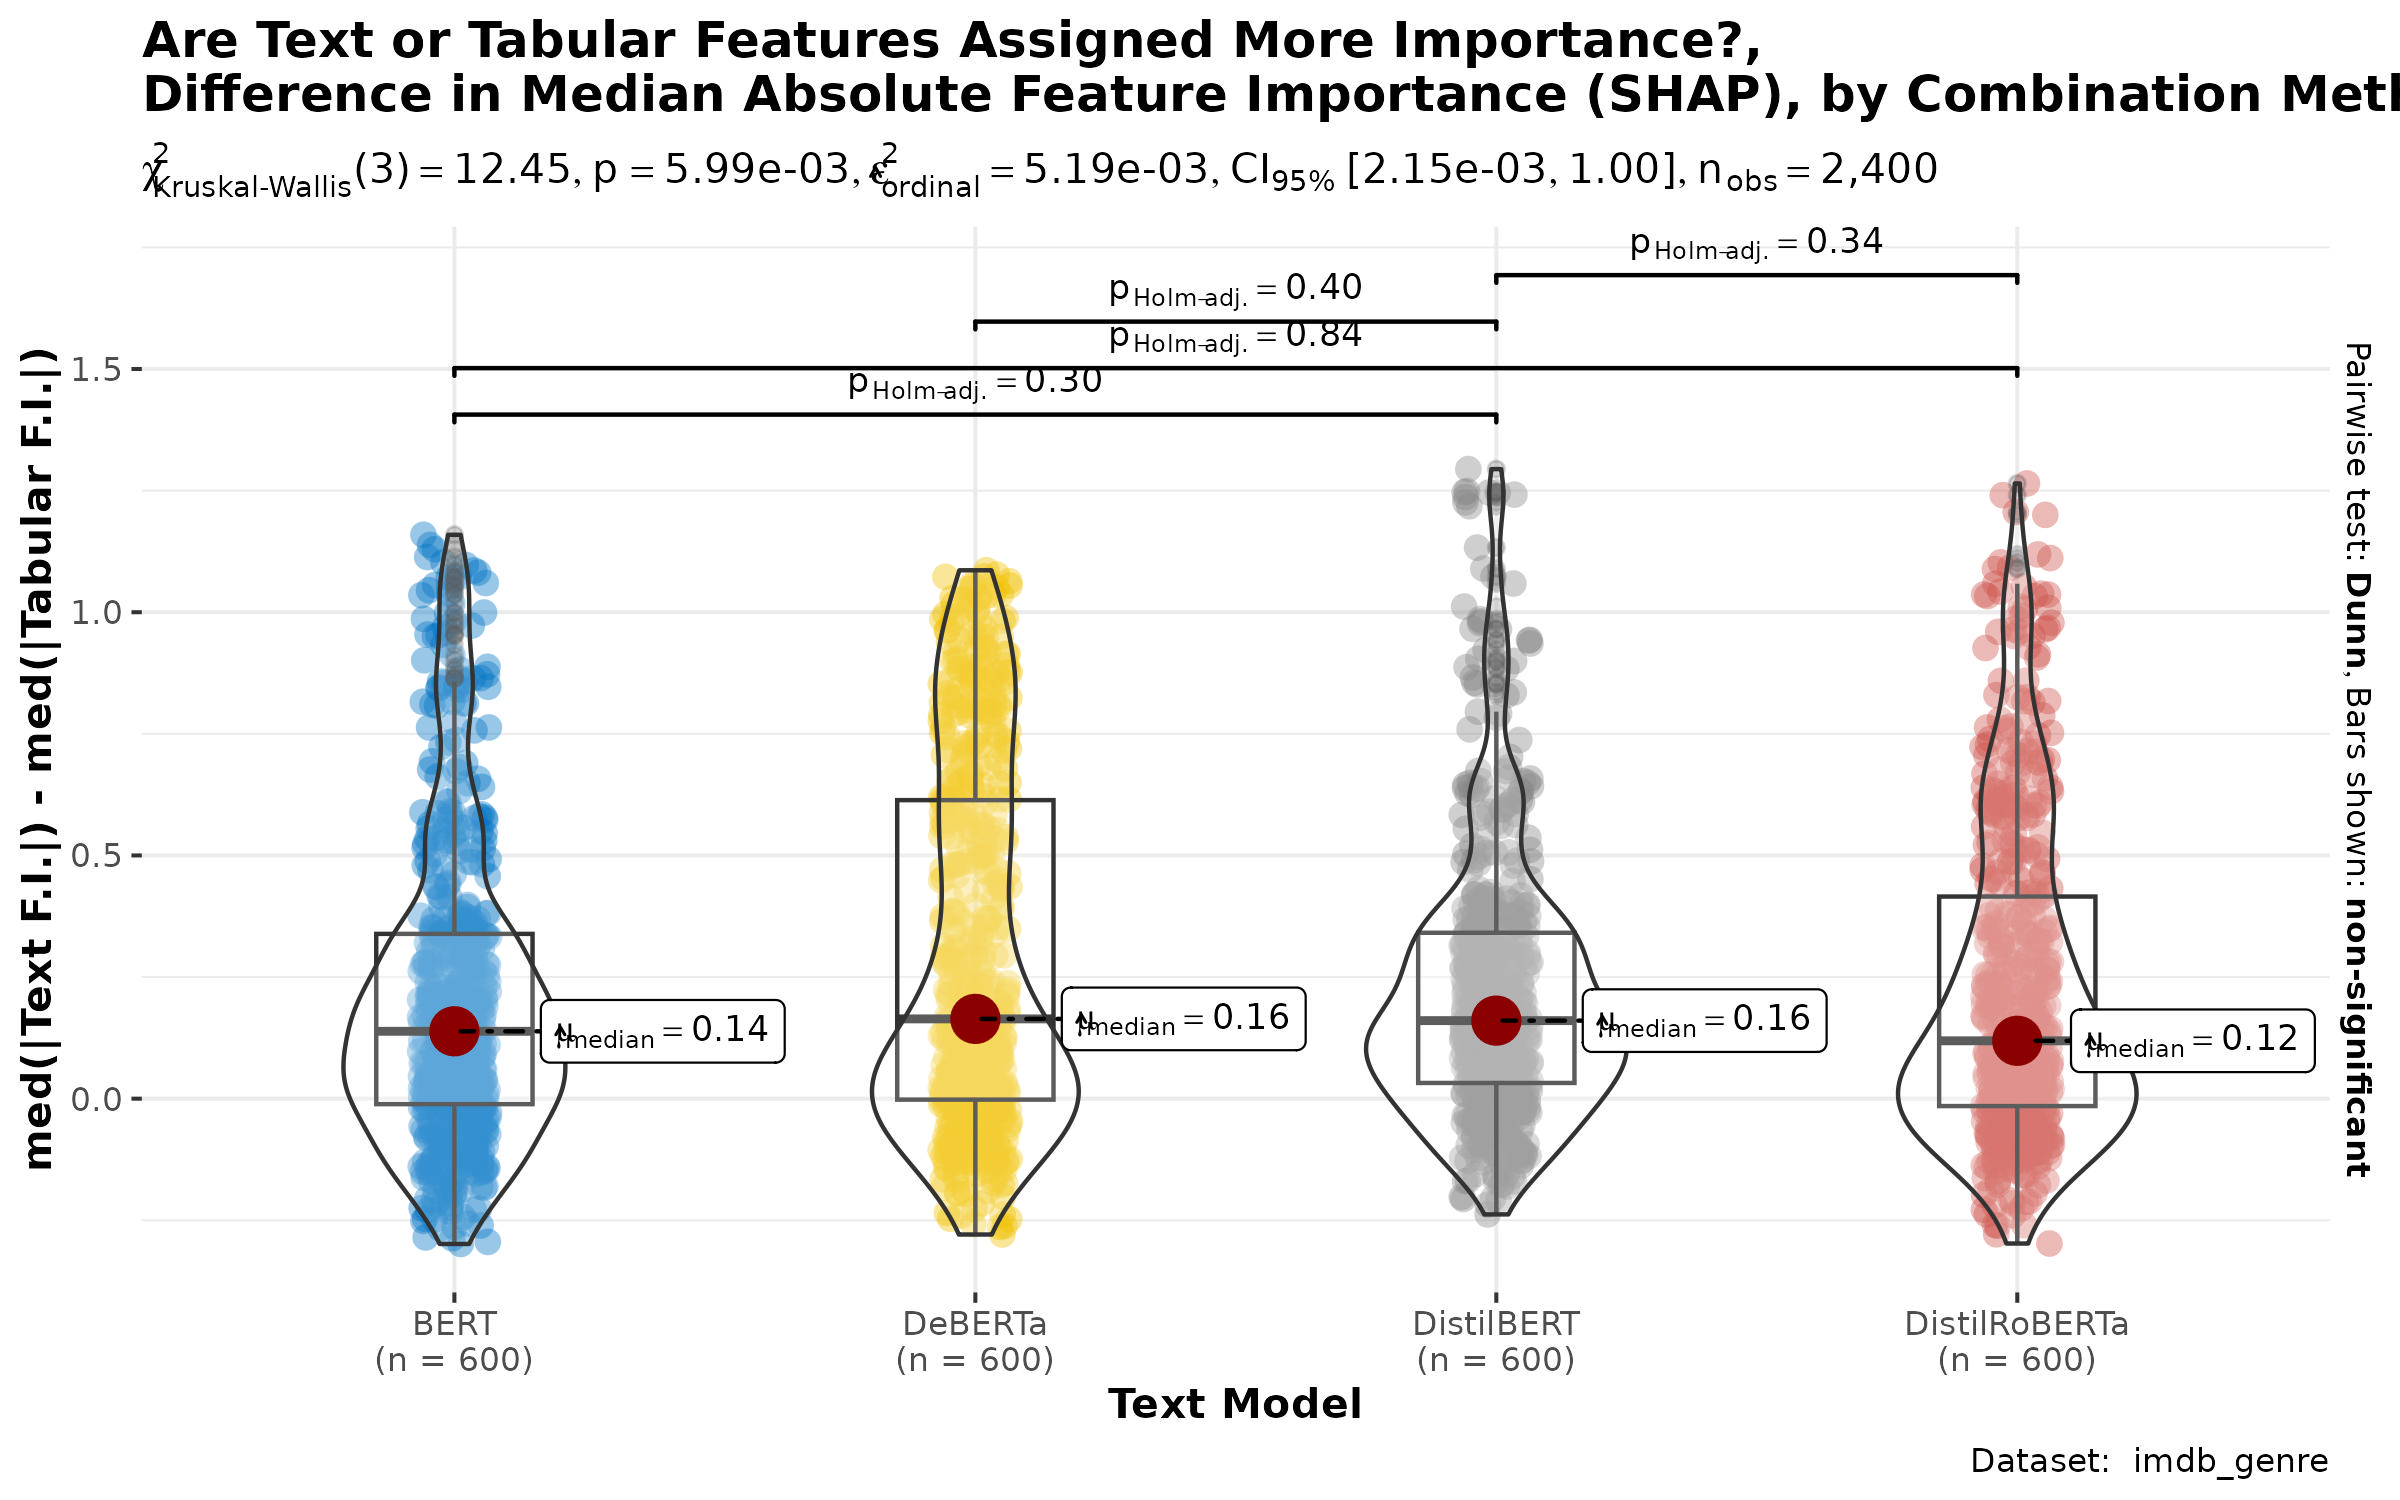 Are Text or Tabular Features Assigned More Importance?,
Difference in Median Absolute Feature Importance (SHAP), by Combination Meth
χ²Kruskal-Wallis(3) = 12.45, p = 5.99e-03, ε̂²ordinal = 5.19e-03, CI95% [2.15e-03, 1.00], nobs = 2,400
pHolm-adj. = 0.34
pHolm-adj. = 0.40
pHolm-adj. = 0.84
pHolm-adj. = 0.30
med(|Text F.I.|) - med(|Tabular F.I.|)
1.5
1.0
0.5
0.0
μ̂median = 0.14
μ̂median = 0.16
μ̂median = 0.16
μ̂median = 0.12
Pairwise test: Dunn, Bars shown: non-significant
BERT
(n = 600)
DeBERTa
(n = 600)
DistilBERT
(n = 600)
DistilRoBERTa
(n = 600)
Text Model
Dataset: imdb_genre